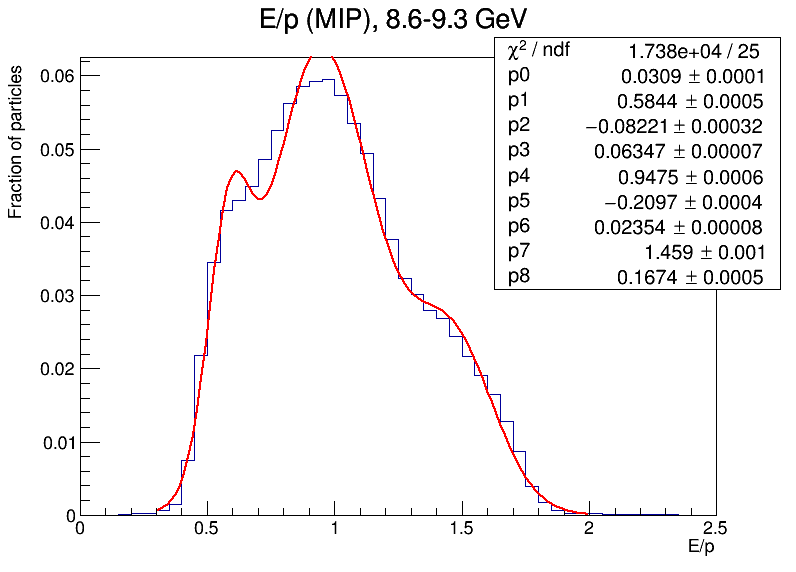 E/p (MIP), 8.6-9.3 GeV
χ² / ndf 1.738e+04 / 25
p0 0.0309 ± 0.0001
p1 0.5844 ± 0.0005
p2 −0.08221 ± 0.00032
p3 0.06347 ± 0.00007
p4 0.9475 ± 0.0006
p5 −0.2097 ± 0.0004
p6 0.02354 ± 0.00008
p7 1.459 ± 0.001
p8 0.1674 ± 0.0005
Fraction of particles
0.06
0.05
0.04
0.03
0.02
0.01
0
0 0.5 1 1.5 2 2.5
E/p